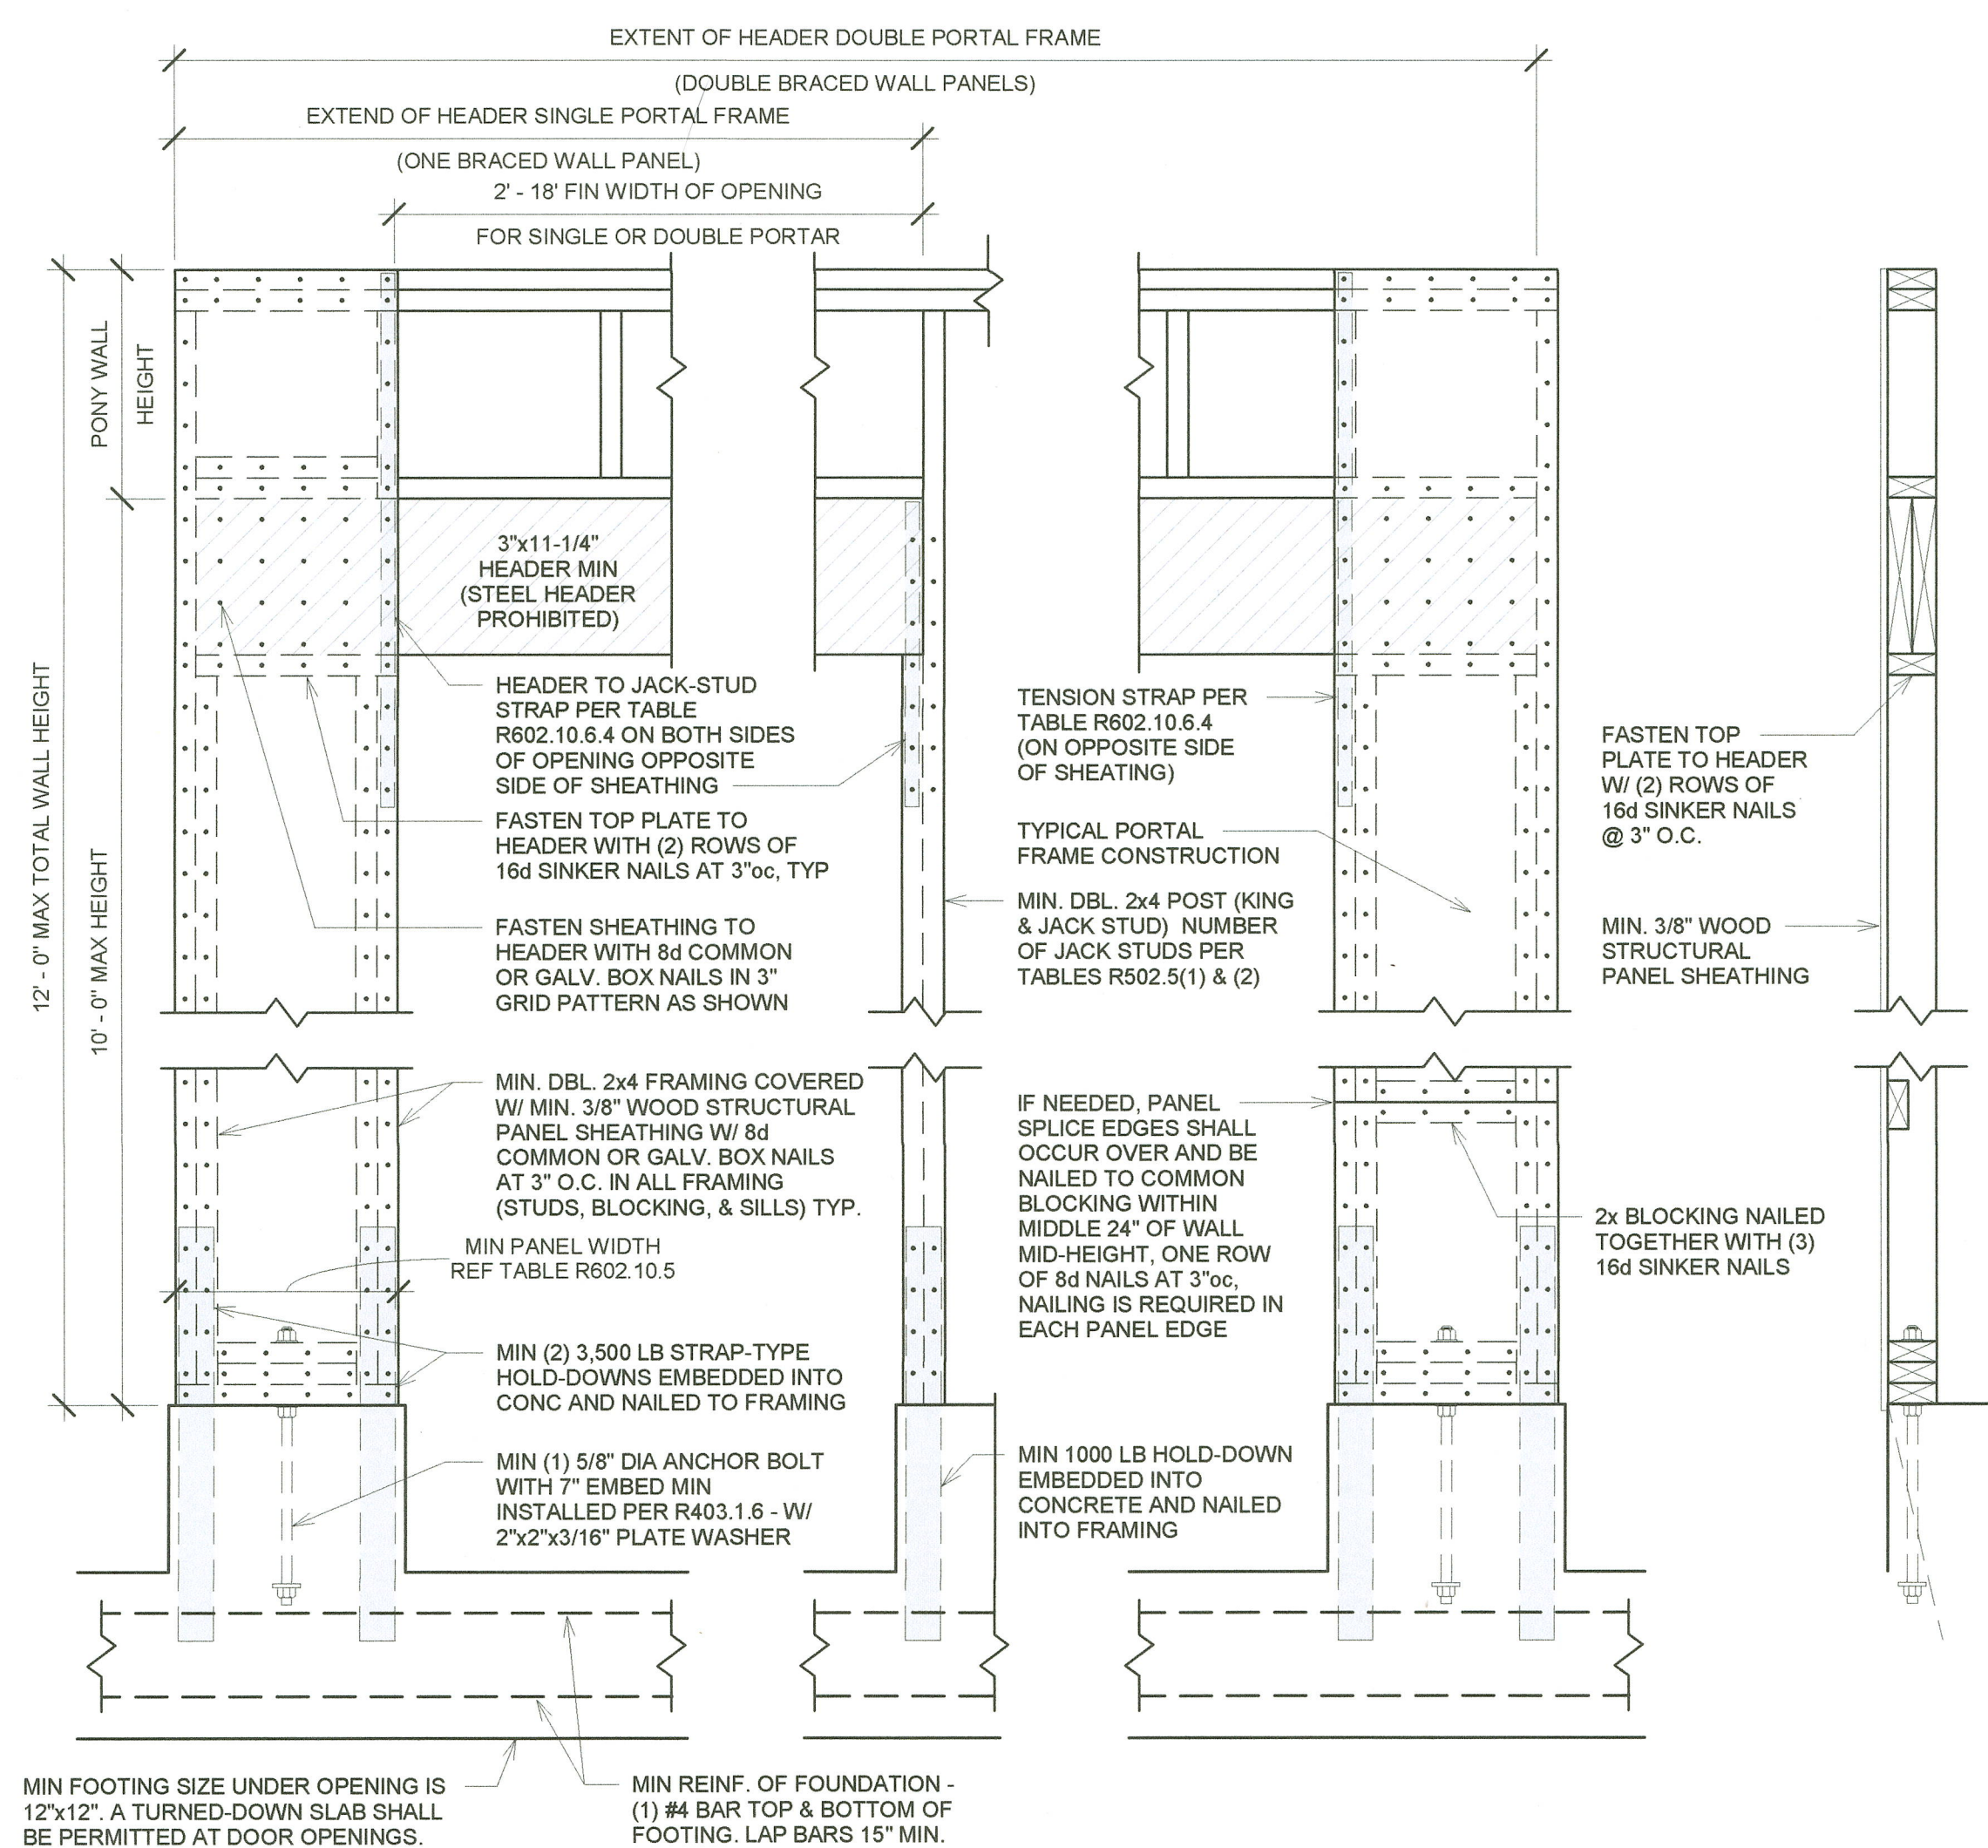 EXTENT OF HEADER DOUBLE PORTAL FRAME
(DOUBLE BRACED WALL PANELS)
EXTEND OF HEADER SINGLE PORTAL FRAME
(ONE BRACED WALL PANEL)
2' - 18' FIN WIDTH OF OPENING
FOR SINGLE OR DOUBLE PORTAR
PONY WALL
HEIGHT
12' - 0" MAX TOTAL WALL HEIGHT
10' - 0" MAX HEIGHT
3"x11-1/4"
HEADER MIN
(STEEL HEADER
PROHIBITED)
HEADER TO JACK-STUD
STRAP PER TABLE
R602.10.6.4 ON BOTH SIDES
OF OPENING OPPOSITE
SIDE OF SHEATHING
FASTEN TOP PLATE TO
HEADER WITH (2) ROWS OF
16d SINKER NAILS AT 3"oc, TYP
FASTEN SHEATHING TO
HEADER WITH 8d COMMON
OR GALV. BOX NAILS IN 3"
GRID PATTERN AS SHOWN
MIN. DBL. 2x4 FRAMING COVERED
W/ MIN. 3/8" WOOD STRUCTURAL
PANEL SHEATHING W/ 8d
COMMON OR GALV. BOX NAILS
AT 3" O.C. IN ALL FRAMING
(STUDS, BLOCKING, & SILLS) TYP.
MIN PANEL WIDTH
REF TABLE R602.10.5
MIN (2) 3,500 LB STRAP-TYPE
HOLD-DOWNS EMBEDDED INTO
CONC AND NAILED TO FRAMING
MIN (1) 5/8" DIA ANCHOR BOLT
WITH 7" EMBED MIN
INSTALLED PER R403.1.6 - W/
2"x2"x3/16" PLATE WASHER
TENSION STRAP PER
TABLE R602.10.6.4
(ON OPPOSITE SIDE
OF SHEATING)
TYPICAL PORTAL
FRAME CONSTRUCTION
MIN. DBL. 2x4 POST (KING
& JACK STUD) NUMBER
OF JACK STUDS PER
TABLES R502.5(1) & (2)
IF NEEDED, PANEL
SPLICE EDGES SHALL
OCCUR OVER AND BE
NAILED TO COMMON
BLOCKING WITHIN
MIDDLE 24" OF WALL
MID-HEIGHT, ONE ROW
OF 8d NAILS AT 3"oc,
NAILING IS REQUIRED IN
EACH PANEL EDGE
MIN 1000 LB HOLD-DOWN
EMBEDDED INTO
CONCRETE AND NAILED
INTO FRAMING
FASTEN TOP
PLATE TO HEADER
W/ (2) ROWS OF
16d SINKER NAILS
@ 3" O.C.
MIN. 3/8" WOOD
STRUCTURAL
PANEL SHEATHING
2x BLOCKING NAILED
TOGETHER WITH (3)
16d SINKER NAILS
MIN FOOTING SIZE UNDER OPENING IS
12"x12". A TURNED-DOWN SLAB SHALL
BE PERMITTED AT DOOR OPENINGS.
MIN REINF. OF FOUNDATION -
(1) #4 BAR TOP & BOTTOM OF
FOOTING. LAP BARS 15" MIN.